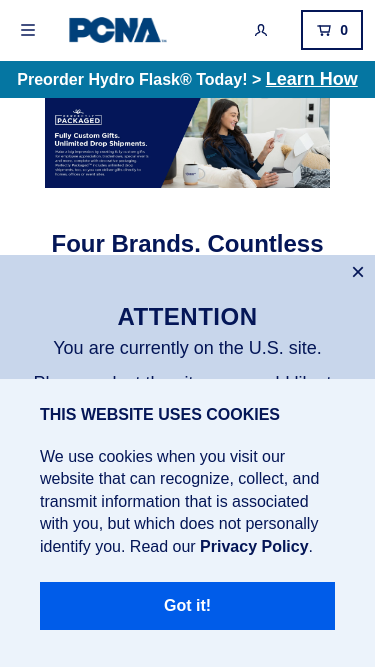 PCNA
0
Preorder Hydro Flask® Today! > Learn How
PERFECTLY
PACKAGED
Fully Custom Gifts.
Unlimited Drop Shipments.
Four Brands. Countless
×
ATTENTION
You are currently on the U.S. site.
THIS WEBSITE USES COOKIES
We use cookies when you visit our
website that can recognize, collect, and
transmit information that is associated
with you, but which does not personally
identify you. Read our Privacy Policy.
Got it!